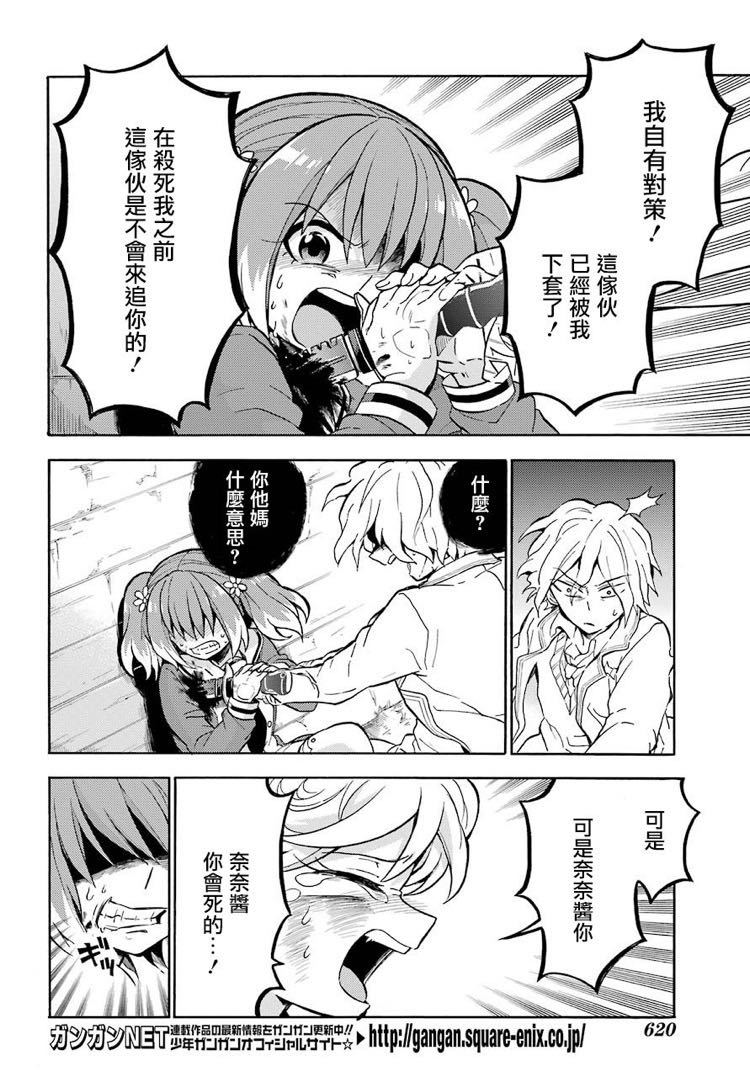 我自有對策！
這傢伙
已經被我
下套了！
在殺死我之前
這傢伙是不會來追你的！
什麼？
你他媽
什麼意思？
可是
可是奈奈醬你
奈奈醬
你會死的…！
ギッ
ガンガンNET
連載作品の最新情報をガンガン更新中!!
少年ガンガンオフィシャルサイト☆
▶http://gangan.square-enix.co.jp/
620